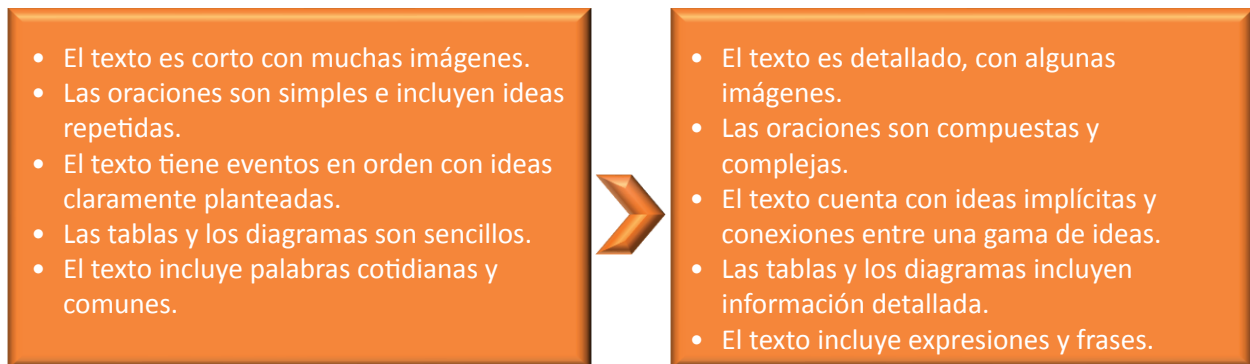 • El texto es corto con muchas imágenes.
• Las oraciones son simples e incluyen ideas
repetidas.
• El texto tiene eventos en orden con ideas
claramente planteadas.
• Las tablas y los diagramas son sencillos.
• El texto incluye palabras cotidianas y
comunes.
• El texto es detallado, con algunas
imágenes.
• Las oraciones son compuestas y
complejas.
• El texto cuenta con ideas implícitas y
conexiones entre una gama de ideas.
• Las tablas y los diagramas incluyen
información detallada.
• El texto incluye expresiones y frases.